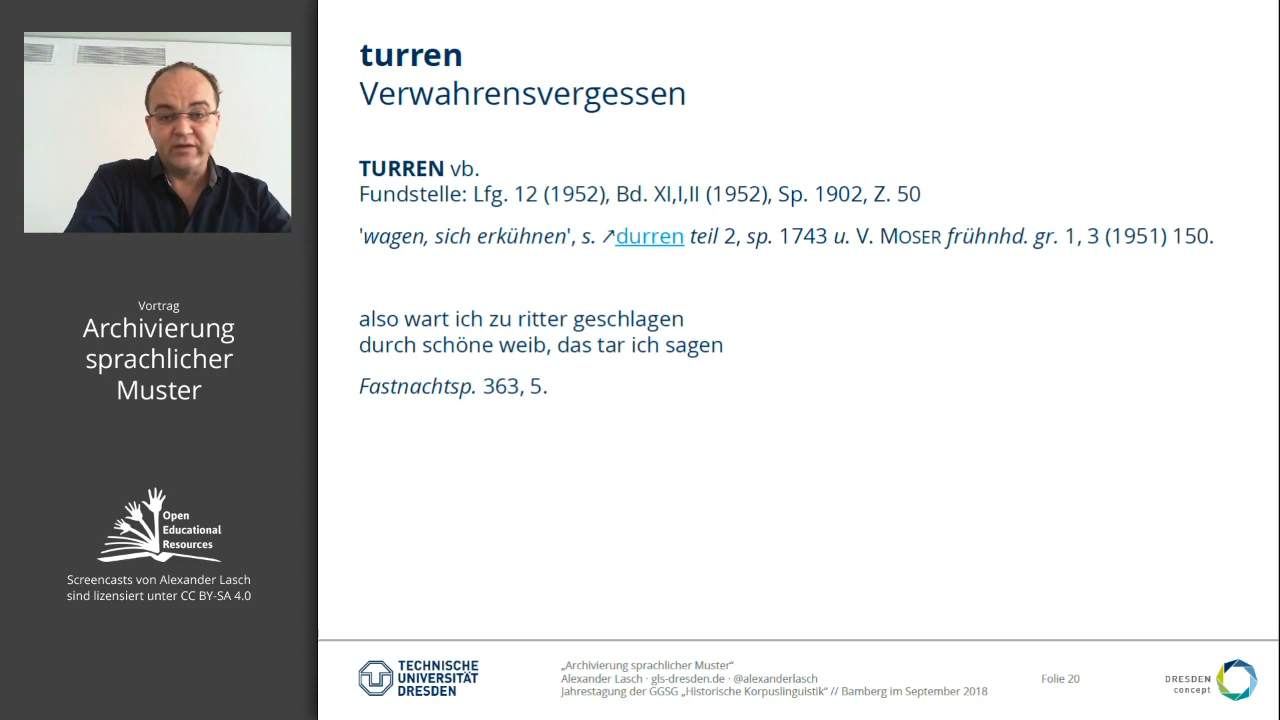 turren
Verwahrensvergessen
TURREN vb.
Fundstelle: Lfg. 12 (1952), Bd. XI,I,II (1952), Sp. 1902, Z. 50
'wagen, sich erkühnen', s. ↗durren teil 2, sp. 1743 u. V. MOSER frühnhd. gr. 1, 3 (1951) 150.
also wart ich zu ritter geschlagen
durch schöne weib, das tar ich sagen
Fastnachtsp. 363, 5.
Vortrag
Archivierung
sprachlicher
Muster
Open
Educational
Resources
Screencasts von Alexander Lasch
sind lizensiert unter CC BY-SA 4.0
TECHNISCHE
UNIVERSITÄT
DRESDEN
„Archivierung sprachlicher Muster“
Alexander Lasch · gls-dresden.de · @alexanderlasch
Jahrestagung der GGSG „Historische Korpuslinguistik“ // Bamberg im September 2018
Folie 20
DRESDEN
concept